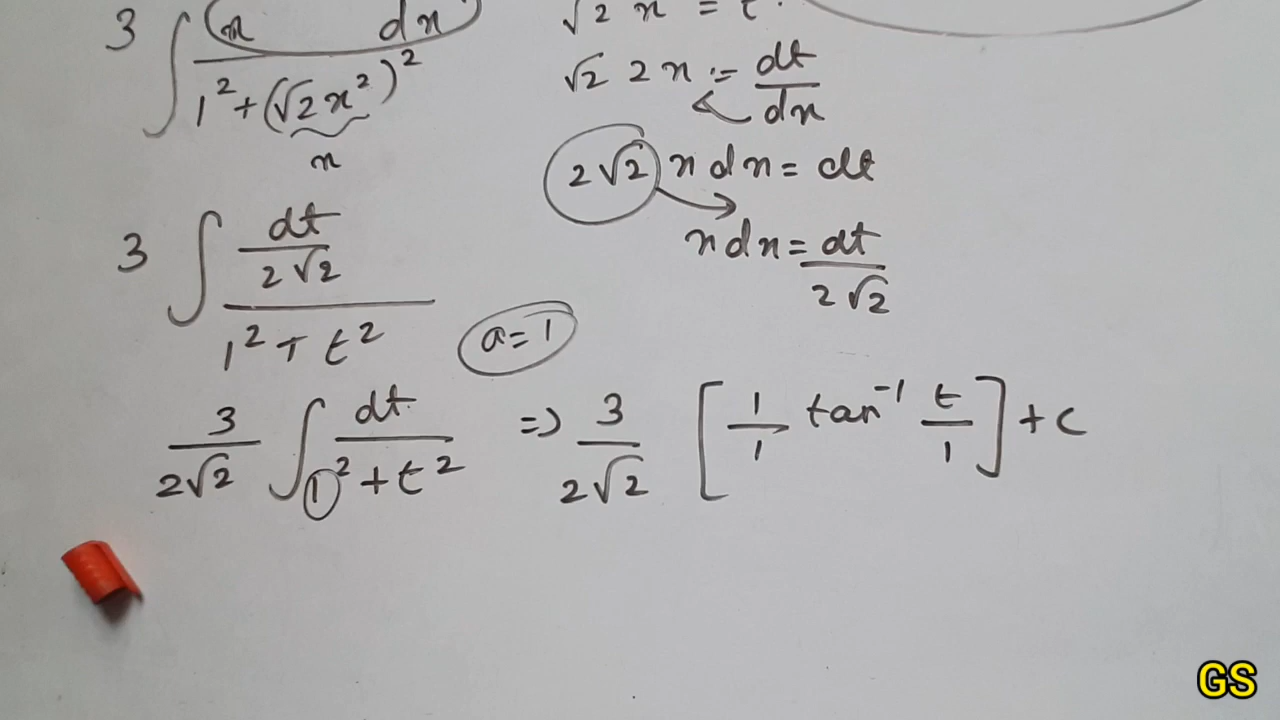 3 ∫ x dx / 1² + (√2 x²)²
x
√2 x = t.
√2 2x = dt/dx
2√2 x dx = dt
x dx = dt / 2√2
3 ∫ (dt / 2√2) / 1² + t²
a = 1
3 / 2√2 ∫ dt / 1² + t² => 3 / 2√2 [1/1 tan⁻¹ t/1] + c
GS